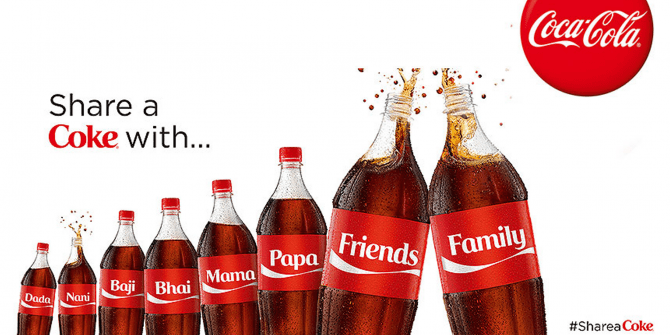 Coca-Cola
Share a
Coke with...
Dada
Nani
Baji
Bhai
Mama
Papa
Friends
Family
#ShareaCoke